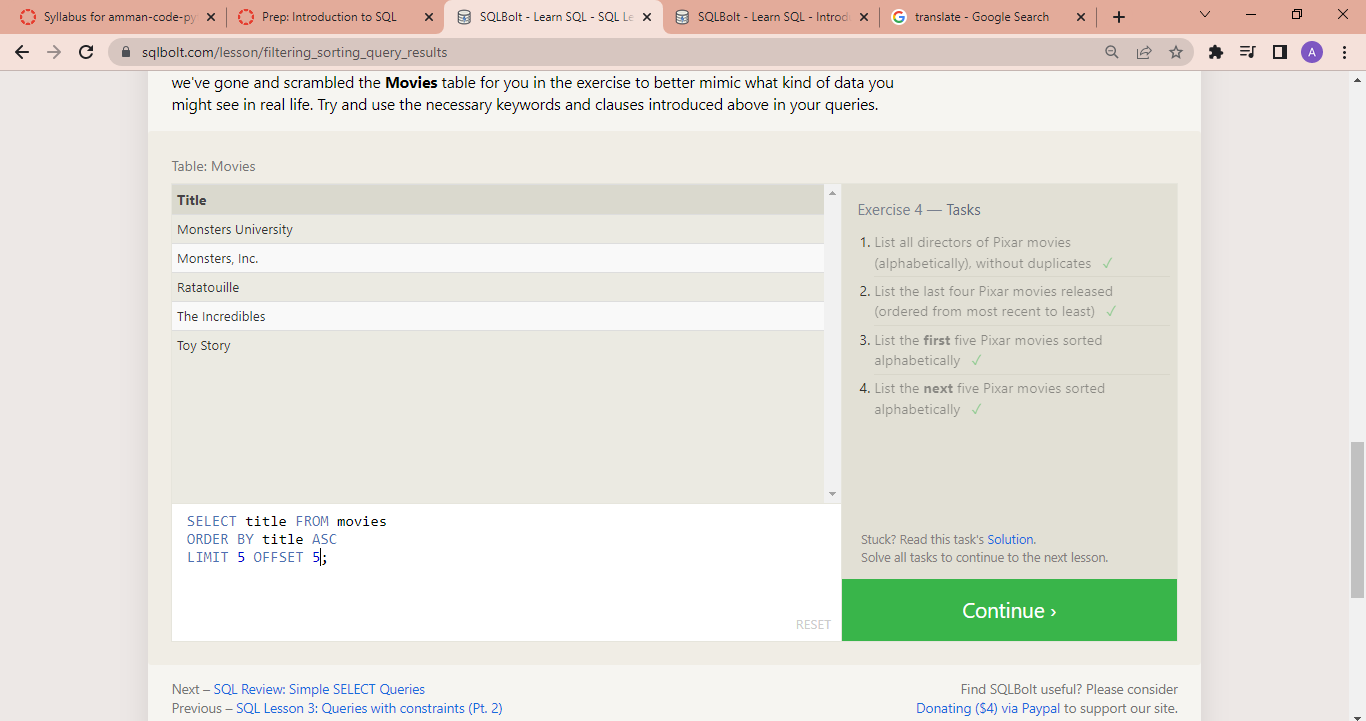 Syllabus for amman-code-py
Prep: Introduction to SQL
SQLBolt - Learn SQL - SQL Le
SQLBolt - Learn SQL - Introd
translate - Google Search
sqlbolt.com/lesson/filtering_sorting_query_results
A
we've gone and scrambled the Movies table for you in the exercise to better mimic what kind of data you
might see in real life. Try and use the necessary keywords and clauses introduced above in your queries.
Table: Movies
Title
Monsters University
Monsters, Inc.
Ratatouille
The Incredibles
Toy Story
SELECT title FROM movies
ORDER BY title ASC
LIMIT 5 OFFSET 5;
RESET
Exercise 4 — Tasks
1. List all directors of Pixar movies
(alphabetically), without duplicates ✓
2. List the last four Pixar movies released
(ordered from most recent to least) ✓
3. List the first five Pixar movies sorted
alphabetically ✓
4. List the next five Pixar movies sorted
alphabetically ✓
Stuck? Read this task's Solution.
Solve all tasks to continue to the next lesson.
Continue ›
Next – SQL Review: Simple SELECT Queries
Previous – SQL Lesson 3: Queries with constraints (Pt. 2)
Find SQLBolt useful? Please consider
Donating ($4) via Paypal to support our site.